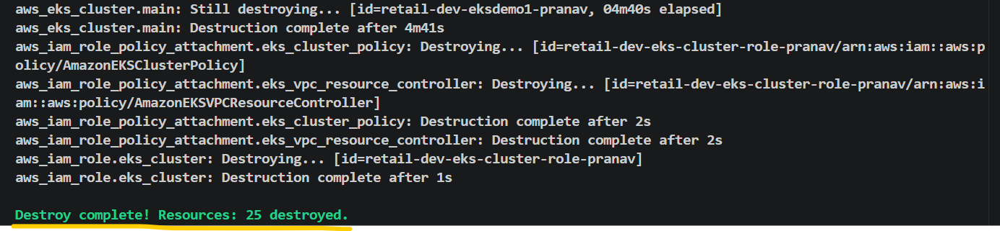 aws_eks_cluster.main: Still destroying... [id=retail-dev-eksdemo1-pranav, 04m40s elapsed]
aws_eks_cluster.main: Destruction complete after 4m41s
aws_iam_role_policy_attachment.eks_cluster_policy: Destroying... [id=retail-dev-eks-cluster-role-pranav/arn:aws:iam::aws:p
olicy/AmazonEKSClusterPolicy]
aws_iam_role_policy_attachment.eks_vpc_resource_controller: Destroying... [id=retail-dev-eks-cluster-role-pranav/arn:aws:i
am::aws:policy/AmazonEKSVPCResourceController]
aws_iam_role_policy_attachment.eks_cluster_policy: Destruction complete after 2s
aws_iam_role_policy_attachment.eks_vpc_resource_controller: Destruction complete after 2s
aws_iam_role.eks_cluster: Destroying... [id=retail-dev-eks-cluster-role-pranav]
aws_iam_role.eks_cluster: Destruction complete after 1s
Destroy complete! Resources: 25 destroyed.